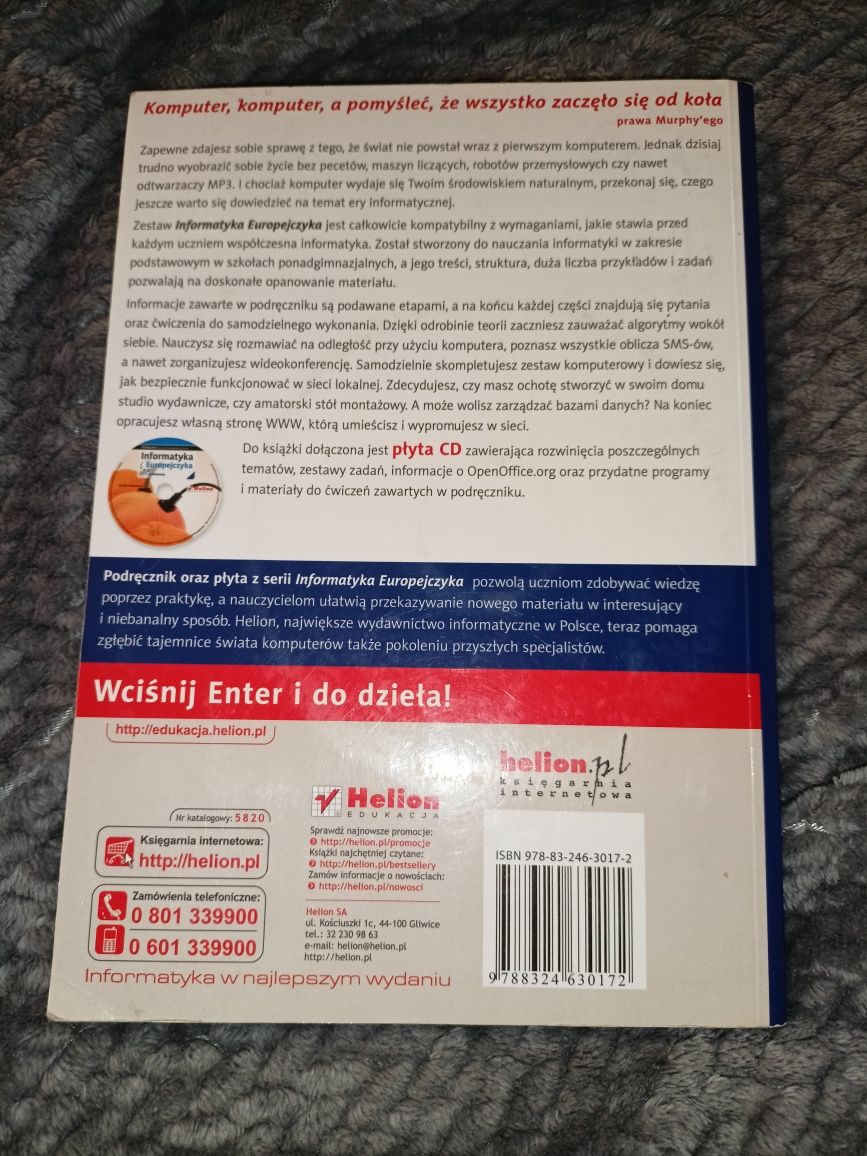 Komputer, komputer, a pomyśleć, że wszystko zaczęło się od koła
prawa Murphy'ego
Zapewne zdajesz sobie sprawę z tego, że świat nie powstał wraz z pierwszym komputerem. Jednak dzisiaj
trudno wyobrazić sobie życie bez pecetów, maszyn liczących, robotów przemysłowych czy nawet
odtwarzaczy MP3. I chociaż komputer wydaje się Twoim środowiskiem naturalnym, przekonaj się, czego
jeszcze warto się dowiedzieć na temat ery informatycznej.
Zestaw Informatyka Europejczyka jest całkowicie kompatybilny z wymaganiami, jakie stawia przed
każdym uczniem współczesna informatyka. Został stworzony do nauczania informatyki w zakresie
podstawowym w szkołach ponadgimnazjalnych, a jego treści, struktura, duża liczba przykładów i zadań
pozwalają na doskonałe opanowanie materiału.
Informacje zawarte w podręczniku są podawane etapami, a na końcu każdej części znajdują się pytania
oraz ćwiczenia do samodzielnego wykonania. Dzięki odrobinie teorii zaczniesz zauważać algorytmy wokół
siebie. Nauczysz się rozmawiać na odległość przy użyciu komputera, poznasz wszystkie oblicza SMS-ów,
a nawet zorganizujesz wideokonferencję. Samodzielnie skompletujesz zestaw komputerowy i dowiesz się,
jak bezpiecznie funkcjonować w sieci lokalnej. Zdecydujesz, czy masz ochotę stworzyć w swoim domu
studio wydawnicze, czy amatorski stół montażowy. A może wolisz zarządzać bazami danych? Na koniec
opracujesz własną stronę WWW, którą umieścisz i wypromujesz w sieci.
Informatyka
Europejczyka
Helion
Do książki dołączona jest płyta CD zawierająca rozwinięcia poszczególnych
tematów, zestawy zadań, informacje o OpenOffice.org oraz przydatne programy
i materiały do ćwiczeń zawartych w podręczniku.
Podręcznik oraz płyta z serii Informatyka Europejczyka pozwolą uczniom zdobywać wiedzę
poprzez praktykę, a nauczycielom ułatwią przekazywanie nowego materiału w interesujący
i niebanalny sposób. Helion, największe wydawnictwo informatyczne w Polsce, teraz pomaga
zgłębić tajemnice świata komputerów także pokoleniu przyszłych specjalistów.
Wciśnij Enter i do dzieła!
http://edukacja.helion.pl
Nr katalogowy: 5820
Księgarnia internetowa:
http://helion.pl
Zamówienia telefoniczne:
0 801 339900
0 601 339900
Informatyka w najlepszym wydaniu
Helion
EDUKACJA
Sprawdź najnowsze promocje:
http://helion.pl/promocje
Książki najchętniej czytane:
http://helion.pl/bestsellery
Zamów informacje o nowościach:
http://helion.pl/nowosci
Helion SA
ul. Kościuszki 1c, 44-100 Gliwice
tel.: 32 230 98 63
e-mail: helion@helion.pl
http://helion.pl
helion.pl
księgarnia
internetowa
ISBN 978-83-246-3017-2
9 788324 630172